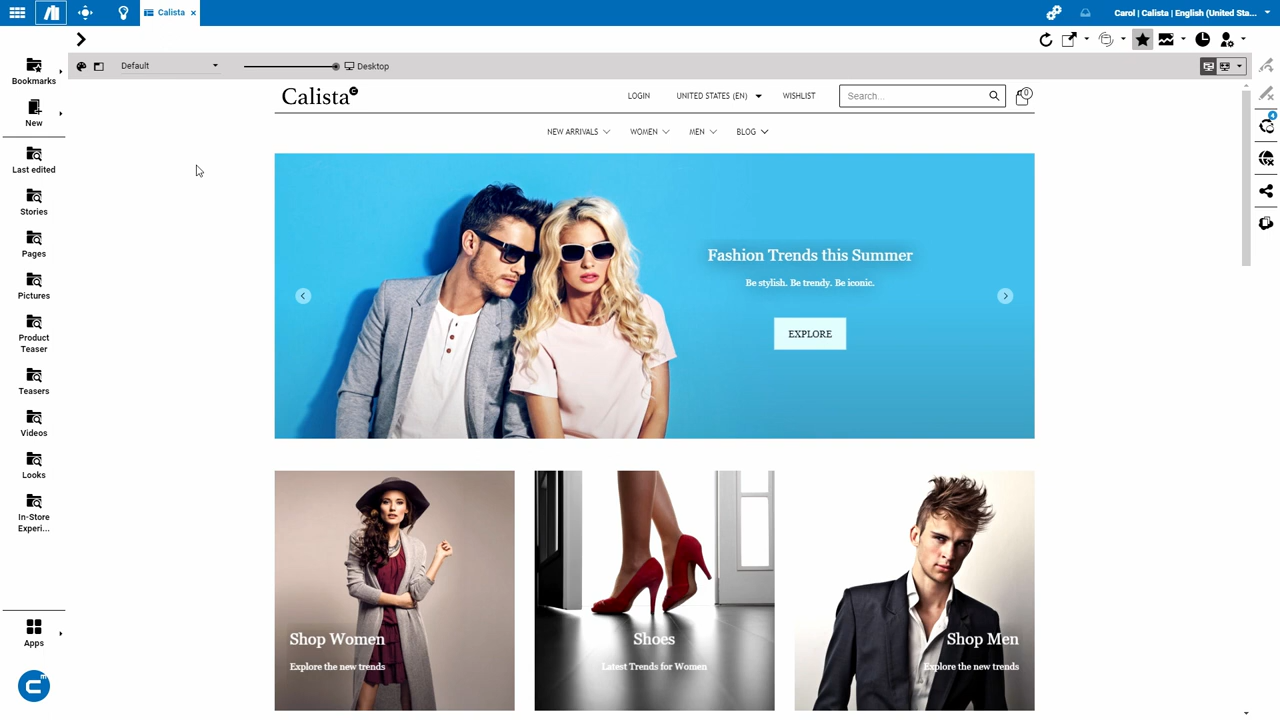 Calista
Carol | Calista | English (United Sta...
Bookmarks
New
Last edited
Stories
Pages
Pictures
Product
Teaser
Teasers
Videos
Looks
In-Store
Experi...
Apps
Default
Desktop
4
Calista
LOGIN
UNITED STATES (EN)
WISHLIST
Search...
0
NEW ARRIVALS
WOMEN
MEN
BLOG
Fashion Trends this Summer
Be stylish. Be trendy. Be iconic.
EXPLORE
Shop Women
Explore the new trends
Shoes
Latest Trends for Women
Shop Men
Explore the new trends